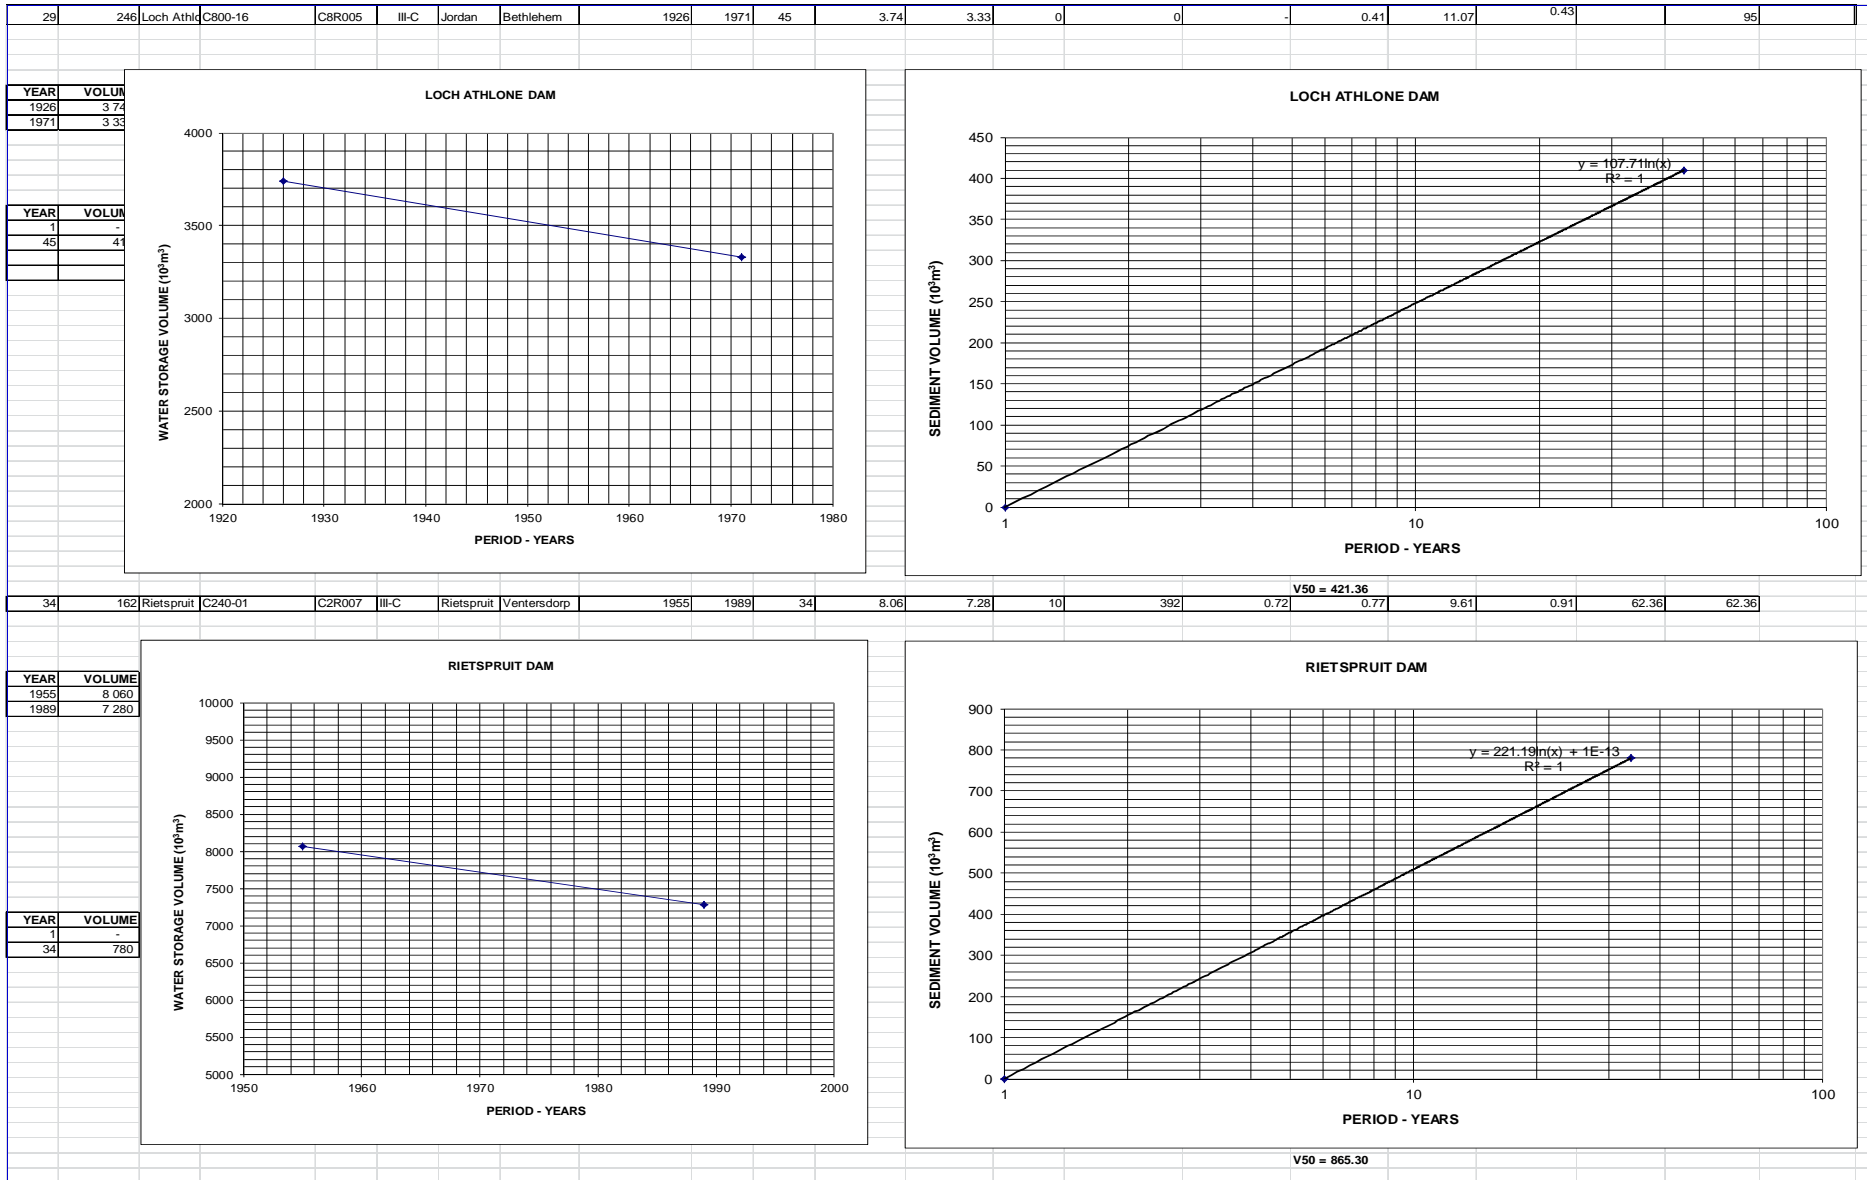 29 246 Loch Athlo C800-16 C8R005 III-C Jordan Bethlehem 1926 1971 45 3.74 3.33 0 0 - 0.41 11.07 0.43 95
YEAR VOLUM
1926 3 74
1971 3 33
YEAR VOLUM
1 -
45 41
LOCH ATHLONE DAM
WATER STORAGE VOLUME (10³m³)
4000
3500
3000
2500
2000
1920 1930 1940 1950 1960 1970 1980
PERIOD - YEARS
LOCH ATHLONE DAM
SEDIMENT VOLUME (10³m³)
450
y = 107.71ln(x)
R² = 1
400
350
300
250
200
150
100
50
0
1 10 100
PERIOD - YEARS
V50 = 421.36
34 162 Rietspruit C240-01 C2R007 III-C Rietspruit Ventersdorp 1955 1989 34 8.06 7.28 10 392 0.72 0.77 9.61 0.91 62.36 62.36
YEAR VOLUME
1955 8 060
1989 7 280
YEAR VOLUME
1 -
34 780
RIETSPRUIT DAM
WATER STORAGE VOLUME (10³m³)
10000
9500
9000
8500
8000
7500
7000
6500
6000
5500
5000
1950 1960 1970 1980 1990 2000
PERIOD - YEARS
RIETSPRUIT DAM
SEDIMENT VOLUME (10³m³)
900
800
y = 221.19ln(x) + 1E-13
R² = 1
700
600
500
400
300
200
100
0
1 10 100
PERIOD - YEARS
V50 = 865.30